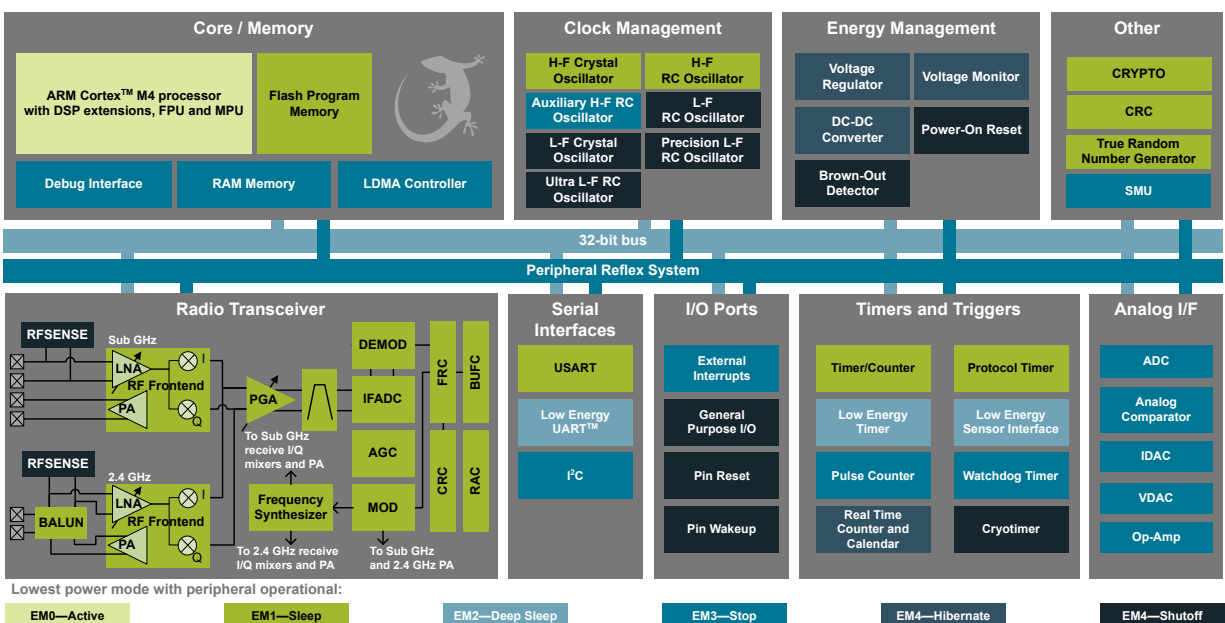 Core / Memory
ARM Cortex™ M4 processor
with DSP extensions, FPU and MPU
Flash Program
Memory
Debug Interface
RAM Memory
LDMA Controller
Clock Management
H-F Crystal
Oscillator
H-F
RC Oscillator
Auxiliary H-F RC
Oscillator
L-F
RC Oscillator
L-F Crystal
Oscillator
Precision L-F
RC Oscillator
Ultra L-F RC
Oscillator
Energy Management
Voltage
Regulator
Voltage Monitor
DC-DC
Converter
Power-On Reset
Brown-Out
Detector
Other
CRYPTO
CRC
True Random
Number Generator
SMU
32-bit bus
Peripheral Reflex System
Radio Transceiver
RFSENSE
Sub GHz
LNA
RF Frontend
PA
I
Q
PGA
To Sub GHz
receive I/Q
mixers and PA
DEMOD
IFADC
AGC
MOD
FRC
BUFC
CRC
RAC
RFSENSE
2.4 GHz
LNA
RF Frontend
PA
I
Q
BALUN
Frequency
Synthesizer
To 2.4 GHz receive
I/Q mixers and PA
To Sub GHz
and 2.4 GHz PA
Serial
Interfaces
USART
Low Energy
UART™
I²C
I/O Ports
External
Interrupts
General
Purpose I/O
Pin Reset
Pin Wakeup
Timers and Triggers
Timer/Counter
Protocol Timer
Low Energy
Timer
Low Energy
Sensor Interface
Pulse Counter
Watchdog Timer
Real Time
Counter and
Calendar
Cryotimer
Analog I/F
ADC
Analog
Comparator
IDAC
VDAC
Op-Amp
Lowest power mode with peripheral operational:
EM0—Active
EM1—Sleep
EM2—Deep Sleep
EM3—Stop
EM4—Hibernate
EM4—Shutoff